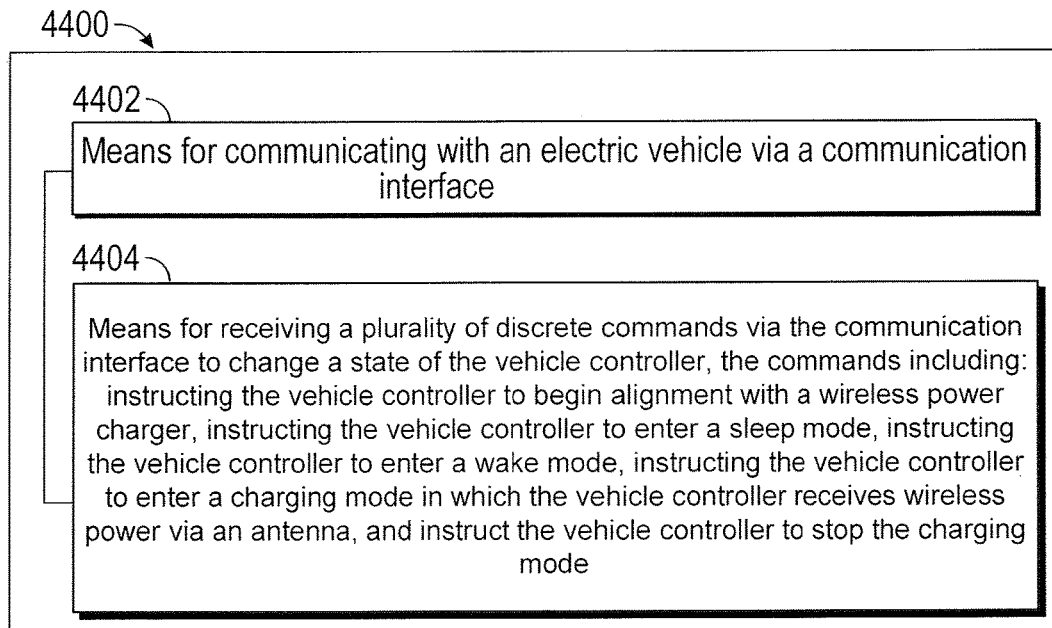 4400
4402
Means for communicating with an electric vehicle via a communication
interface
4404
Means for receiving a plurality of discrete commands via the communication
interface to change a state of the vehicle controller, the commands including:
instructing the vehicle controller to begin alignment with a wireless power
charger, instructing the vehicle controller to enter a sleep mode, instructing
the vehicle controller to enter a wake mode, instructing the vehicle controller
to enter a charging mode in which the vehicle controller receives wireless
power via an antenna, and instruct the vehicle controller to stop the charging
mode